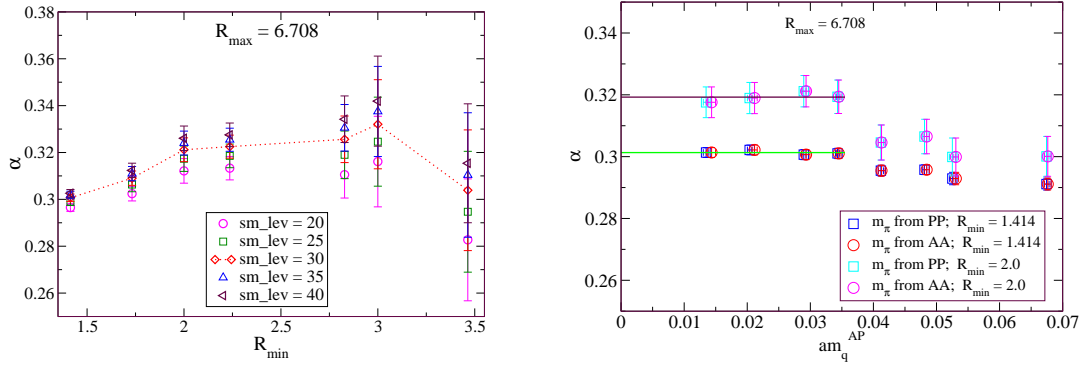 R_max = 6.708
0.38
0.36
0.34
0.32
0.3
0.28
0.26
α
sm_lev = 20
sm_lev = 25
sm_lev = 30
sm_lev = 35
sm_lev = 40
1.5 2 2.5 3 3.5
R_min
R_max = 6.708
0.34
0.32
0.3
0.28
0.26
α
m_π from PP; R_min = 1.414
m_π from AA; R_min = 1.414
m_π from PP; R_min = 2.0
m_π from AA; R_min = 2.0
0 0.01 0.02 0.03 0.04 0.05 0.06 0.07
am_q^AP